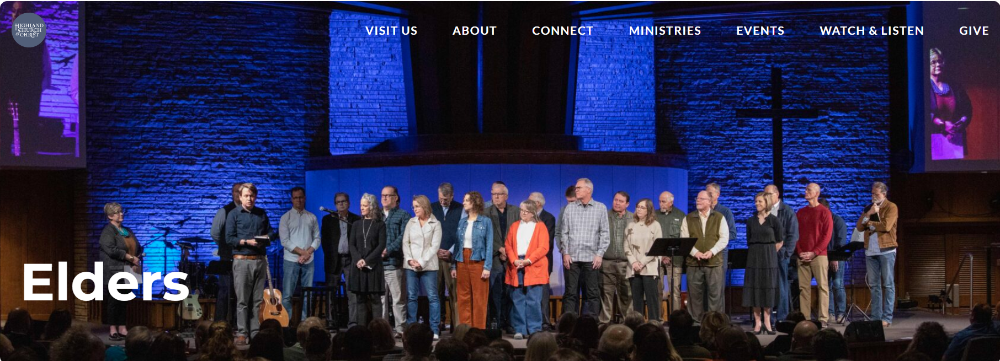 HIGHLAND
CHURCH
of CHRIST
VISIT US ABOUT CONNECT MINISTRIES EVENTS WATCH & LISTEN GIVE
Elders